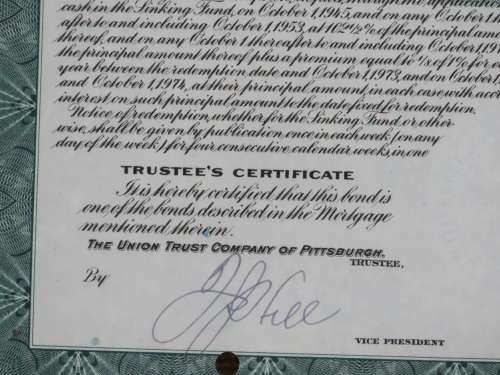 cash in the Sinking Fund, on October 1, 1945, and on any October 1
after to and including October 1, 1953, at 102½% of the principal amount
thereof, and on any October 1 thereafter to and including October 1, 19
the principal amount thereof plus a premium equal to ⅛ of 1% for e
year between the redemption date and October 1, 1973, and on October
and October 1, 1974, at their principal amount, in each case with accr
interest on such principal amount to the date fixed for redemption.
Notice of redemption, whether for the Sinking Fund or other-
wise, shall be given by publication once in each week (on any
day of the week) for four consecutive calendar weeks, in one
TRUSTEE'S CERTIFICATE
It is hereby certified that this bond is
one of the bonds described in the Mortgage
mentioned therein.
THE UNION TRUST COMPANY OF PITTSBURGH,
TRUSTEE,
By
VICE PRESIDENT